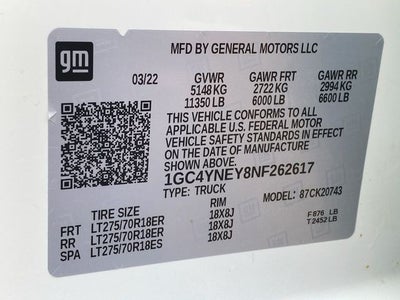 gm
MFD BY GENERAL MOTORS LLC
03/22 GVWR GAWR FRT GAWR RR
5148 KG 2722 KG 2994 KG
11350 LB 6000 LB 6600 LB
THIS VEHICLE CONFORMS TO ALL
APPLICABLE U.S. FEDERAL MOTOR
VEHICLE SAFETY STANDARDS IN EFFECT
ON THE DATE OF MANUFACTURE
SHOWN ABOVE.
1GC4YNEY8NF262617
TYPE: TRUCK MODEL: 87CK20743
TIRE SIZE RIM
FRT LT275/70R18ER 18X8J F 876 LB
RR LT275/70R18ER 18X8J T 2452 LB
SPA LT275/70R18ES 18X8J